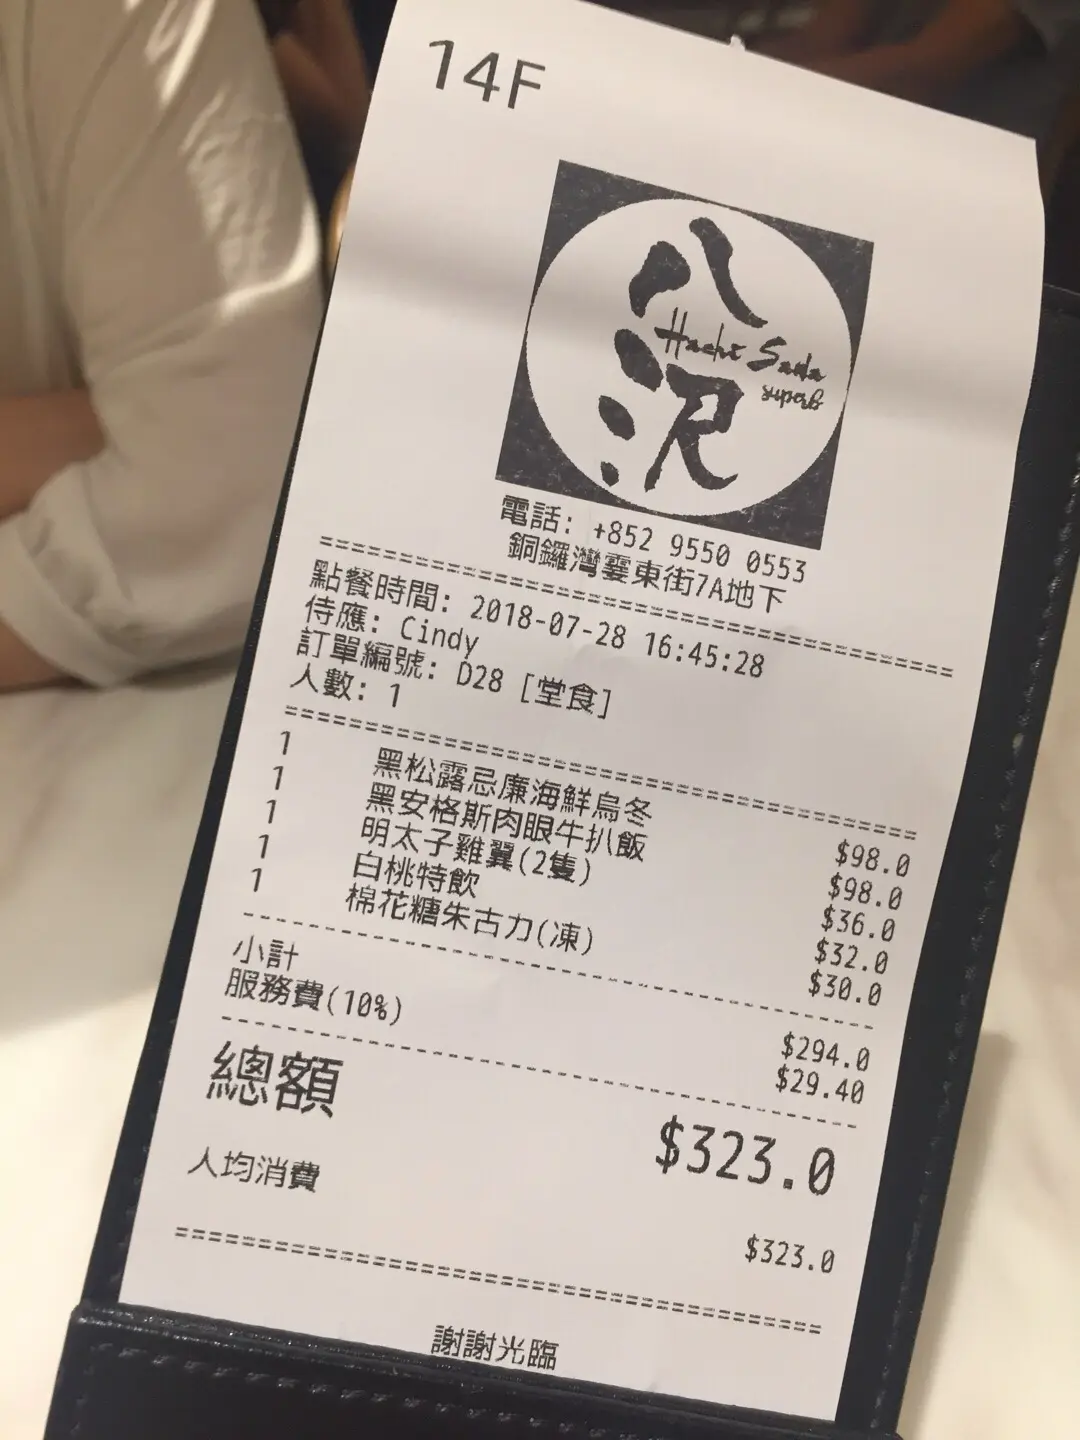 14F
八沢
Hachi Sada
superb
電話: +852 9550 0553
銅鑼灣霎東街7A地下
點餐時間: 2018-07-28 16:45:28
侍應: Cindy
訂單編號: D28 [堂食]
人數: 1
1 黑松露忌廉海鮮烏冬 $98.0
1 黑安格斯肉眼牛扒飯 $98.0
1 明太子雞翼(2隻) $36.0
1 白桃特飲 $32.0
1 棉花糖朱古力(凍) $30.0
小計 $294.0
服務費(10%) $29.40
總額 $323.0
人均消費 $323.0
謝謝光臨